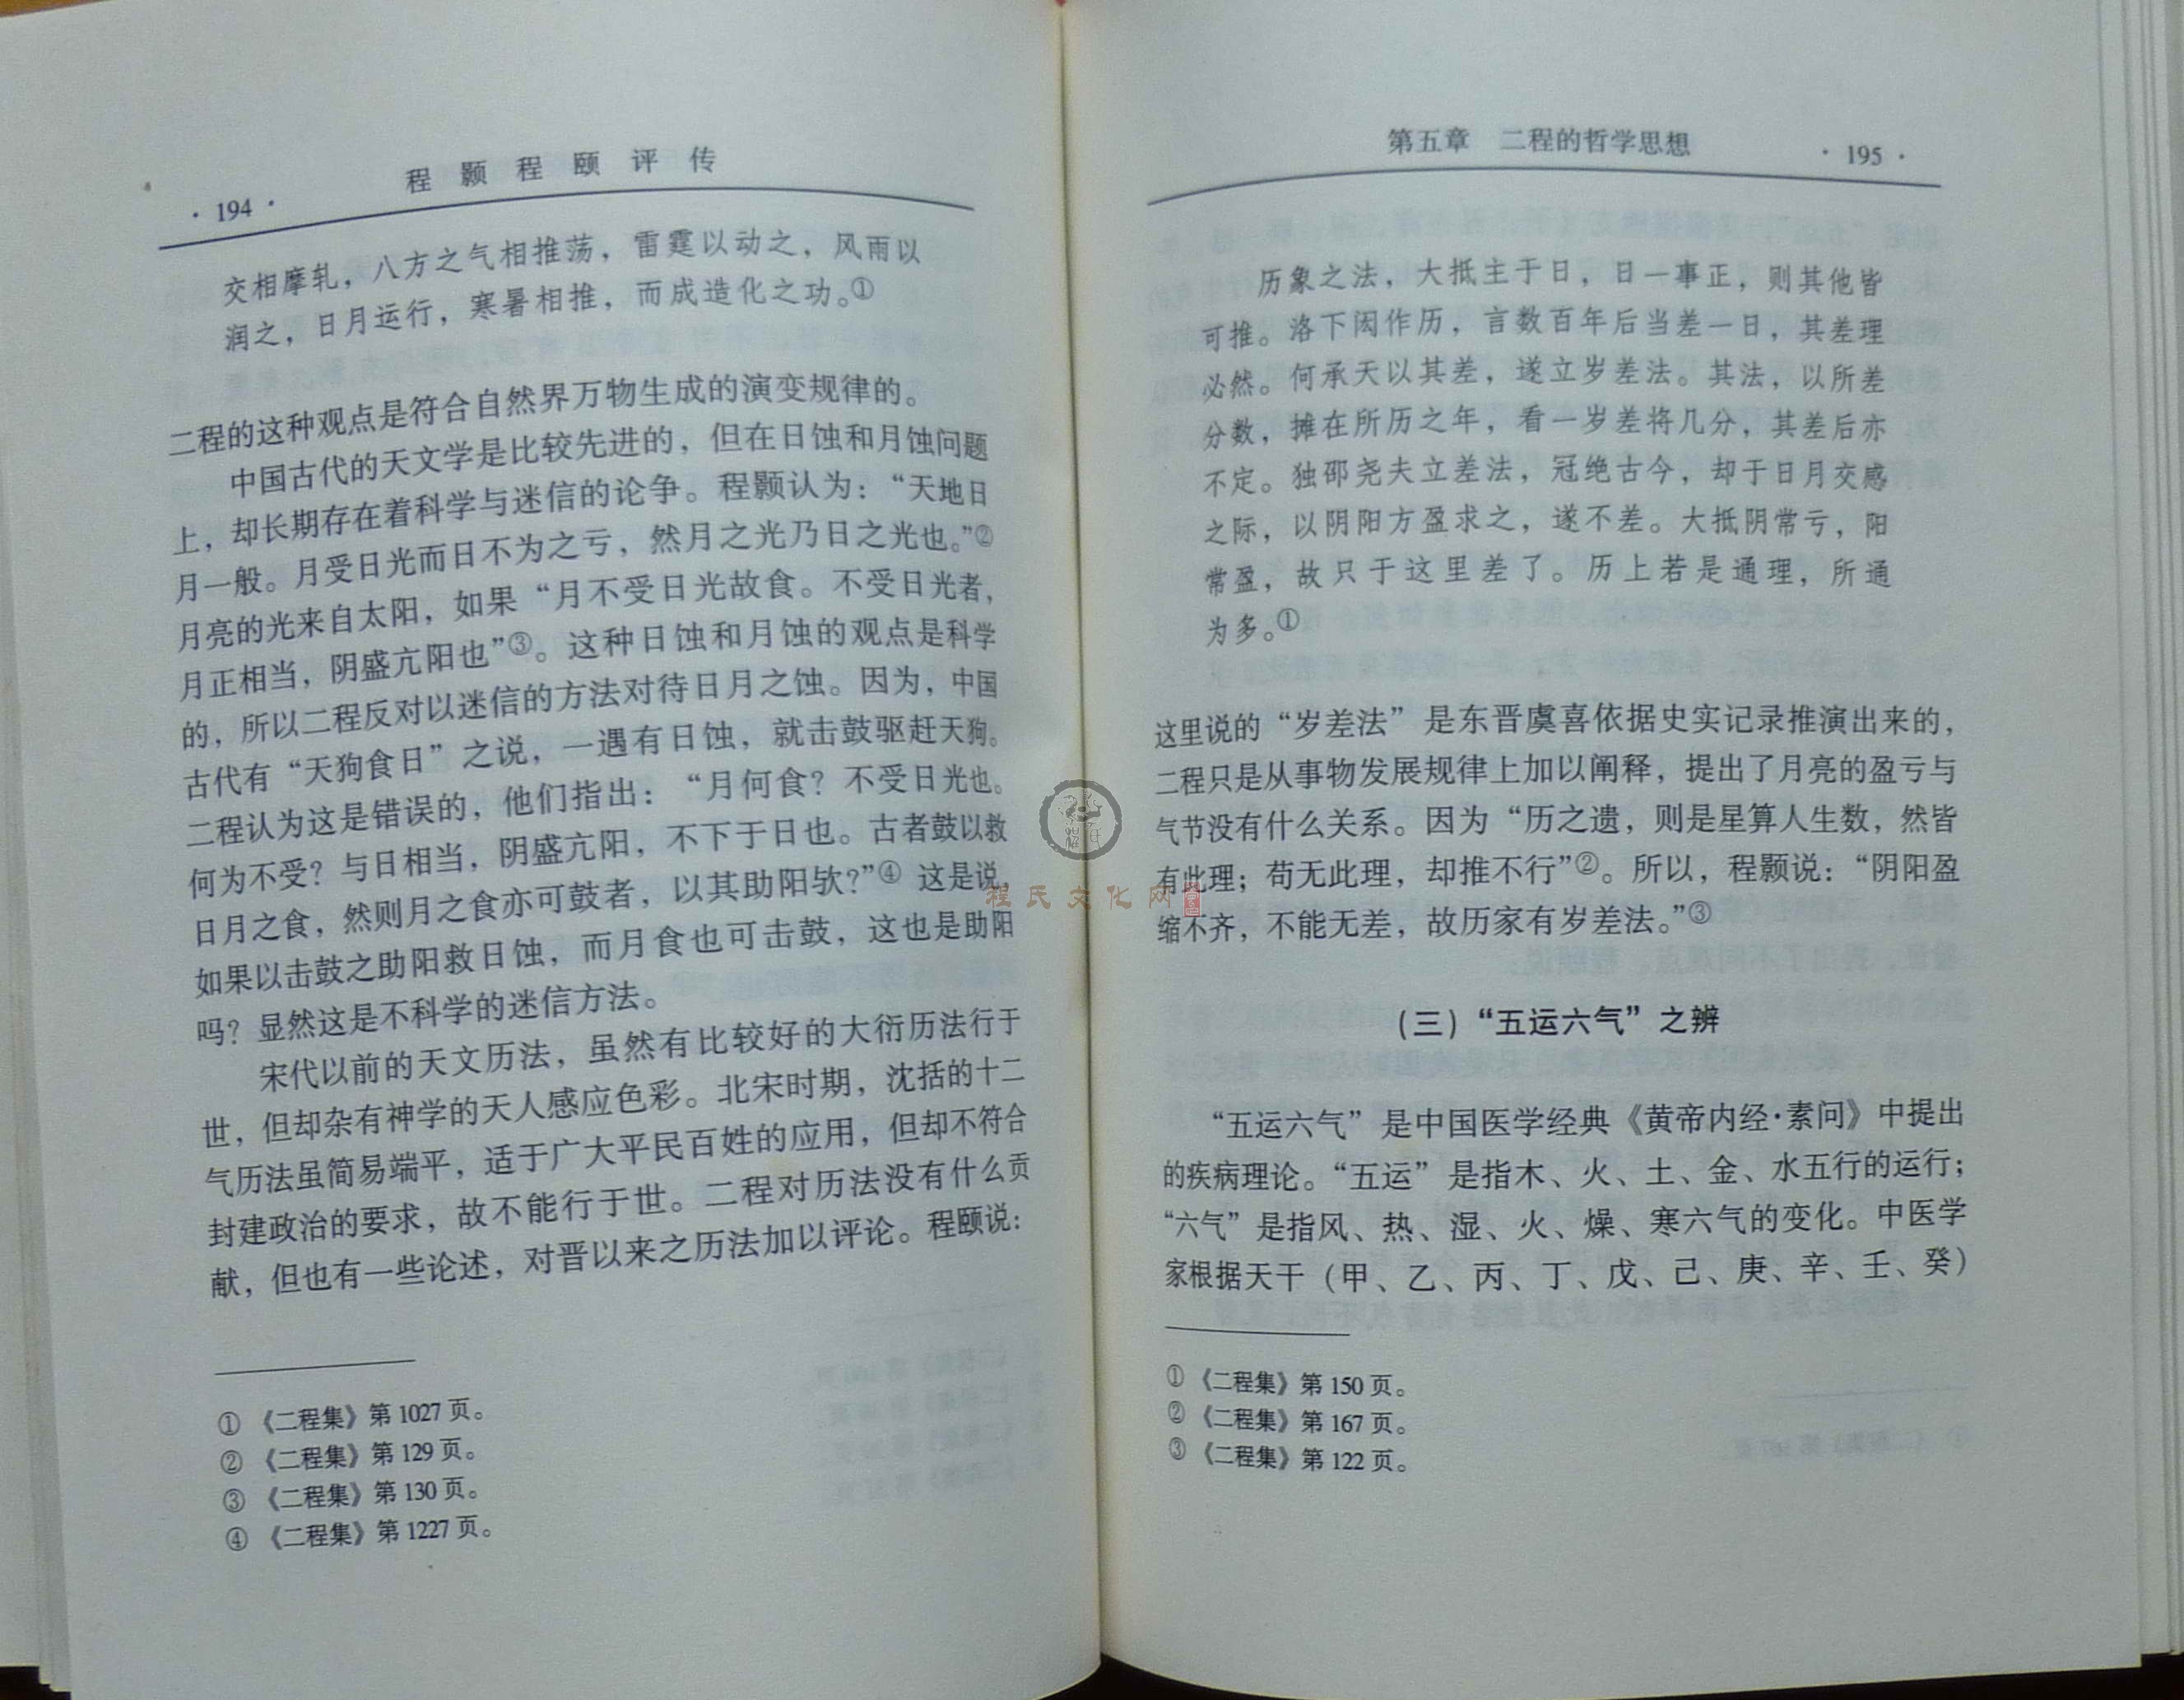 · 194 ·
程颢程颐评传
交相摩轧，八方之气相推荡，雷霆以动之，风雨以
润之，日月运行，寒暑相推，而成造化之功。①
二程的这种观点是符合自然界万物生成的演变规律的。
中国古代的天文学是比较先进的，但在日蚀和月蚀问题
上，却长期存在着科学与迷信的论争。程颢认为：“天地日
月一般。月受日光而日不为之亏，然月之光乃日之光也。”②
月亮的光来自太阳，如果“月不受日光故食。不受日光者，
月正相当，阴盛亢阳也”③。这种日蚀和月蚀的观点是科学
的，所以二程反对以迷信的方法对待日月之蚀。因为，中国
古代有“天狗食日”之说，一遇有日蚀，就击鼓驱赶天狗。
二程认为这是错误的，他们指出：“月何食？不受日光也。
何为不受？与日相当，阴盛亢阳，不下于日也。古者鼓以救
日月之食，然则月之食亦可鼓者，以其助阳欤？”④ 这是说，
如果以击鼓之助阳救日蚀，而月食也可击鼓，这也是助阳
吗？显然这是不科学的迷信方法。
宋代以前的天文历法，虽然有比较好的大衍历法行于
世，但却杂有神学的天人感应色彩。北宋时期，沈括的十二
气历法虽简易端平，适于广大平民百姓的应用，但却不符合
封建政治的要求，故不能行于世。二程对历法没有什么贡
献，但也有一些论述，对晋以来之历法加以评论。程颐说：
① 《二程集》第 1027 页。
② 《二程集》第 129 页。
③ 《二程集》第 130 页。
④ 《二程集》第 1227 页。
第五章 二程的哲学思想
· 195 ·
历象之法，大抵主于日，日一事正，则其他皆
可推。洛下闳作历，言数百年后当差一日，其差理
必然。何承天以其差，遂立岁差法。其法，以所差
分数，摊在所历之年，看一岁差将几分，其差后亦
不定。独邵尧夫立差法，冠绝古今，却于日月交感
之际，以阴阳方盈求之，遂不差。大抵阴常亏，阳
常盈，故只于这里差了。历上若是通理，所通
为多。①
这里说的“岁差法”是东晋虞喜依据史实记录推演出来的，
二程只是从事物发展规律上加以阐释，提出了月亮的盈亏与
气节没有什么关系。因为“历之遗，则是星算人生数，然皆
有此理；苟无此理，却推不行”②。所以，程颢说：“阴阳盈
缩不齐，不能无差，故历家有岁差法。”③
（三）“五运六气”之辨
“五运六气”是中国医学经典《黄帝内经·素问》中提出
的疾病理论。“五运”是指木、火、土、金、水五行的运行；
“六气”是指风、热、湿、火、燥、寒六气的变化。中医学
家根据天干（甲、乙、丙、丁、戊、己、庚、辛、壬、癸）
① 《二程集》第 150 页。
② 《二程集》第 167 页。
③ 《二程集》第 122 页。
程氏文化网